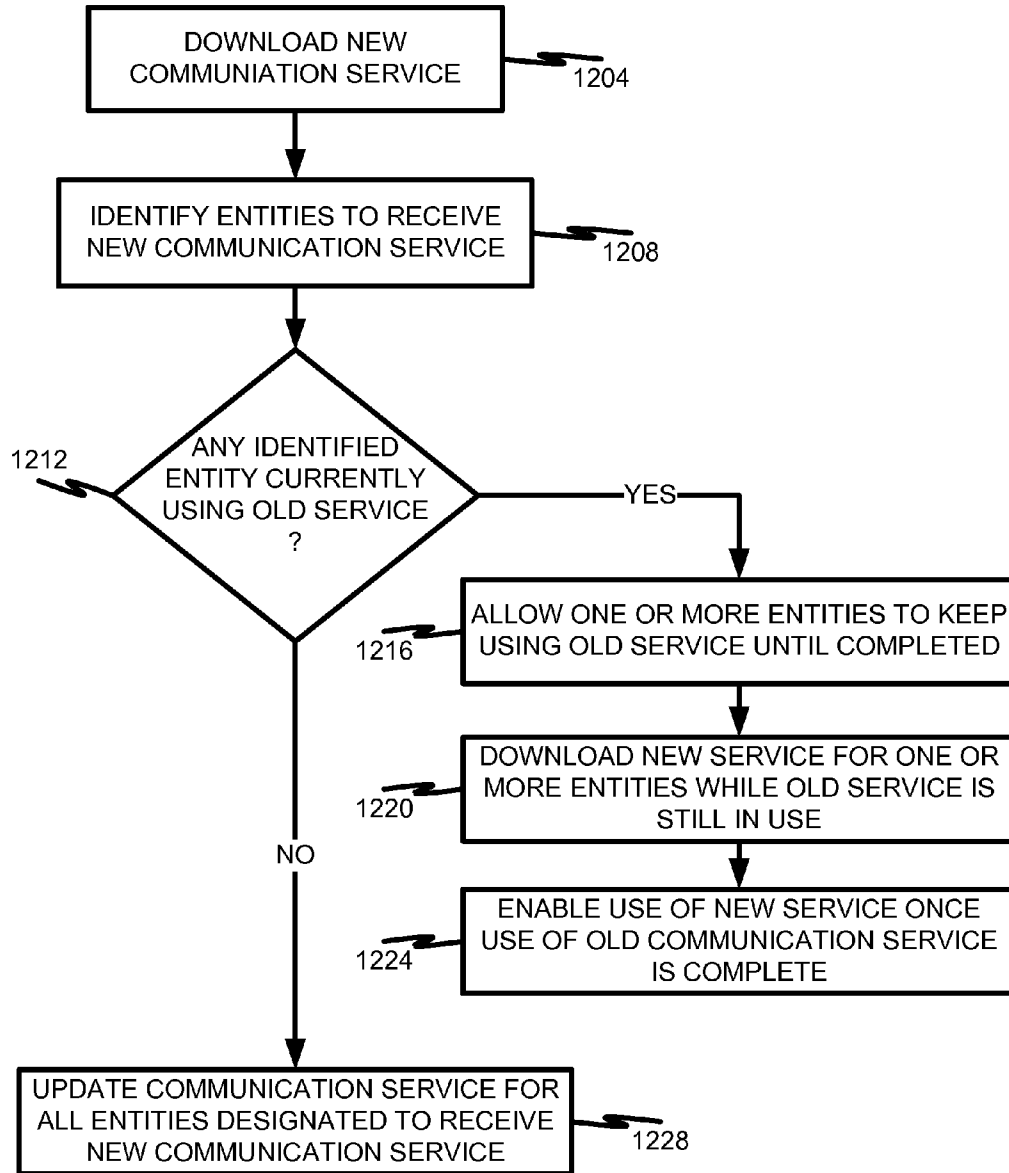 DOWNLOAD NEW
COMMUNIATION SERVICE
1204
IDENTIFY ENTITIES TO RECEIVE
NEW COMMUNICATION SERVICE
1208
1212
ANY IDENTIFIED
ENTITY CURRENTLY
USING OLD SERVICE
?
YES
ALLOW ONE OR MORE ENTITIES TO KEEP
USING OLD SERVICE UNTIL COMPLETED
1216
DOWNLOAD NEW SERVICE FOR ONE OR
MORE ENTITIES WHILE OLD SERVICE IS
STILL IN USE
1220
NO
ENABLE USE OF NEW SERVICE ONCE
USE OF OLD COMMUNICATION SERVICE
IS COMPLETE
1224
UPDATE COMMUNICATION SERVICE FOR
ALL ENTITIES DESIGNATED TO RECEIVE
NEW COMMUNICATION SERVICE
1228